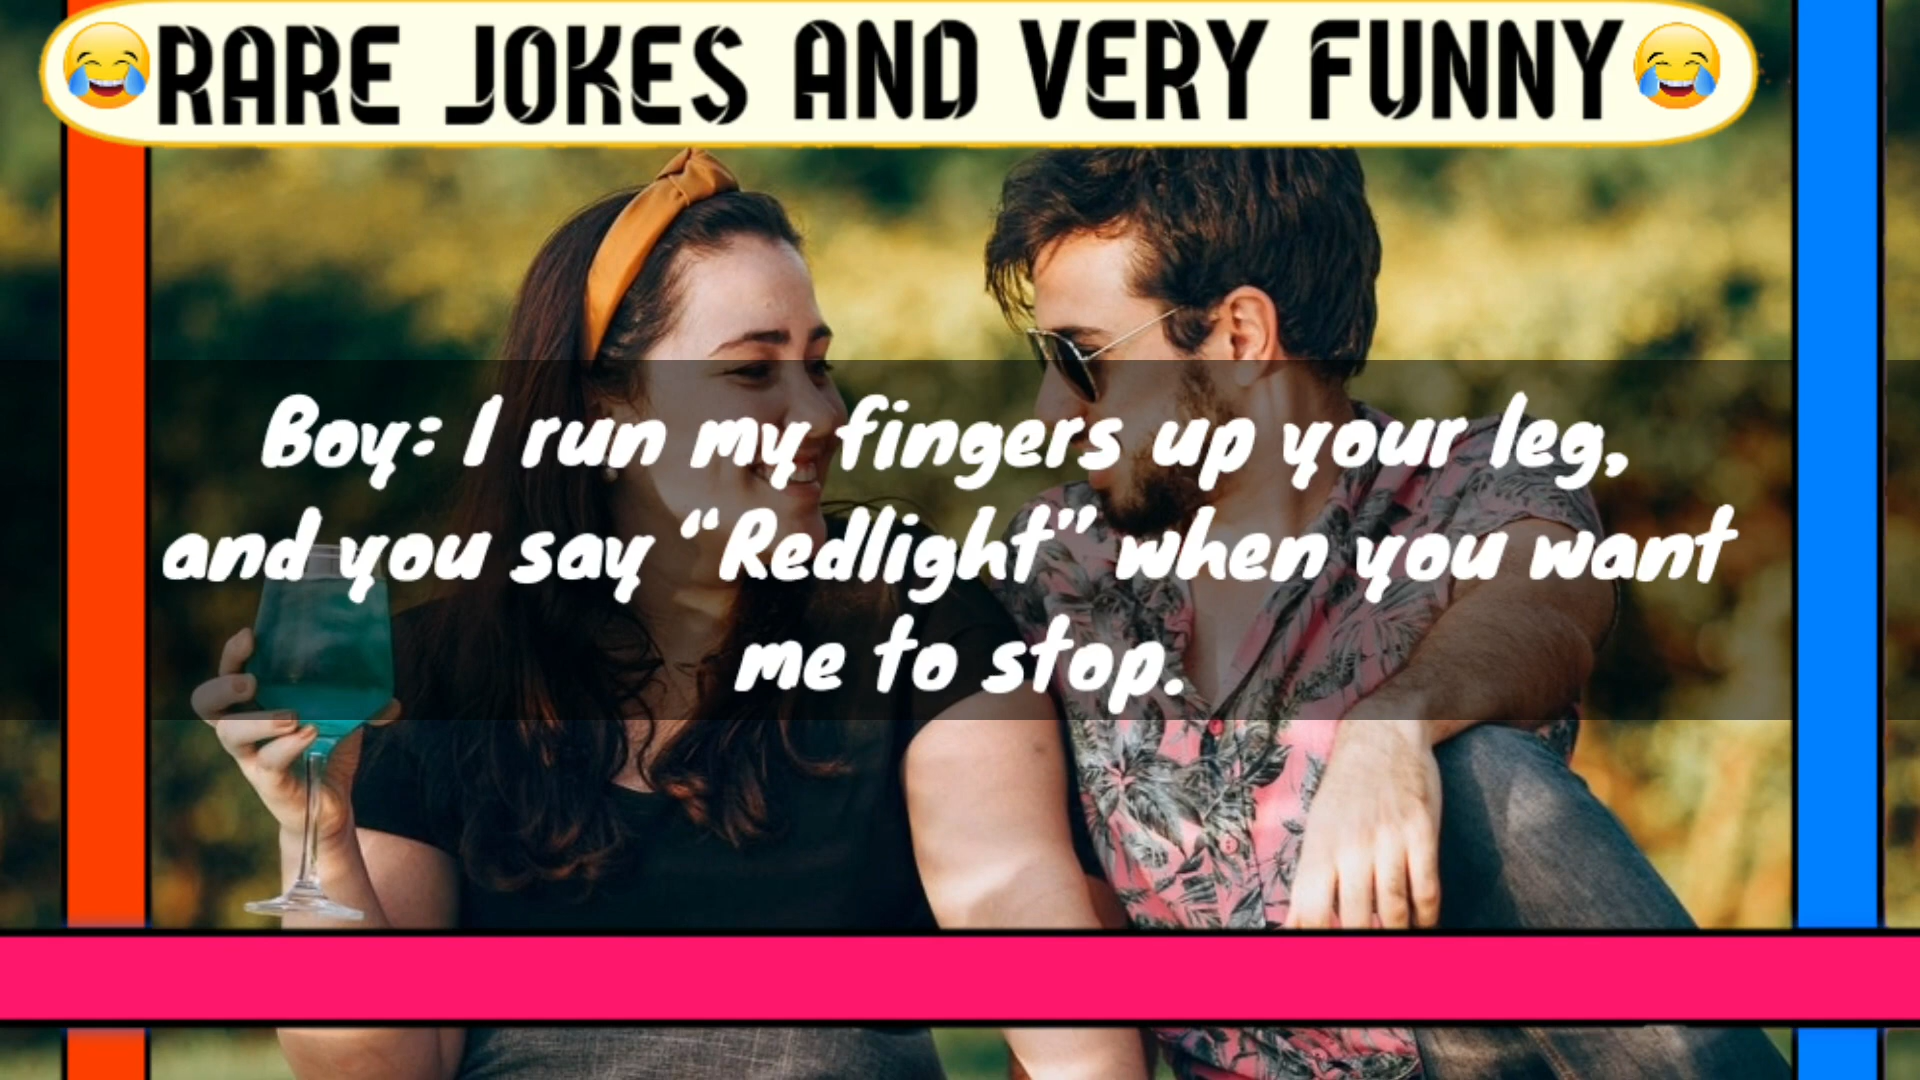 😂RARE JOKES AND VERY FUNNY😂
Boy: I run my fingers up your leg,
and you say “Redlight” when you want
me to stop.